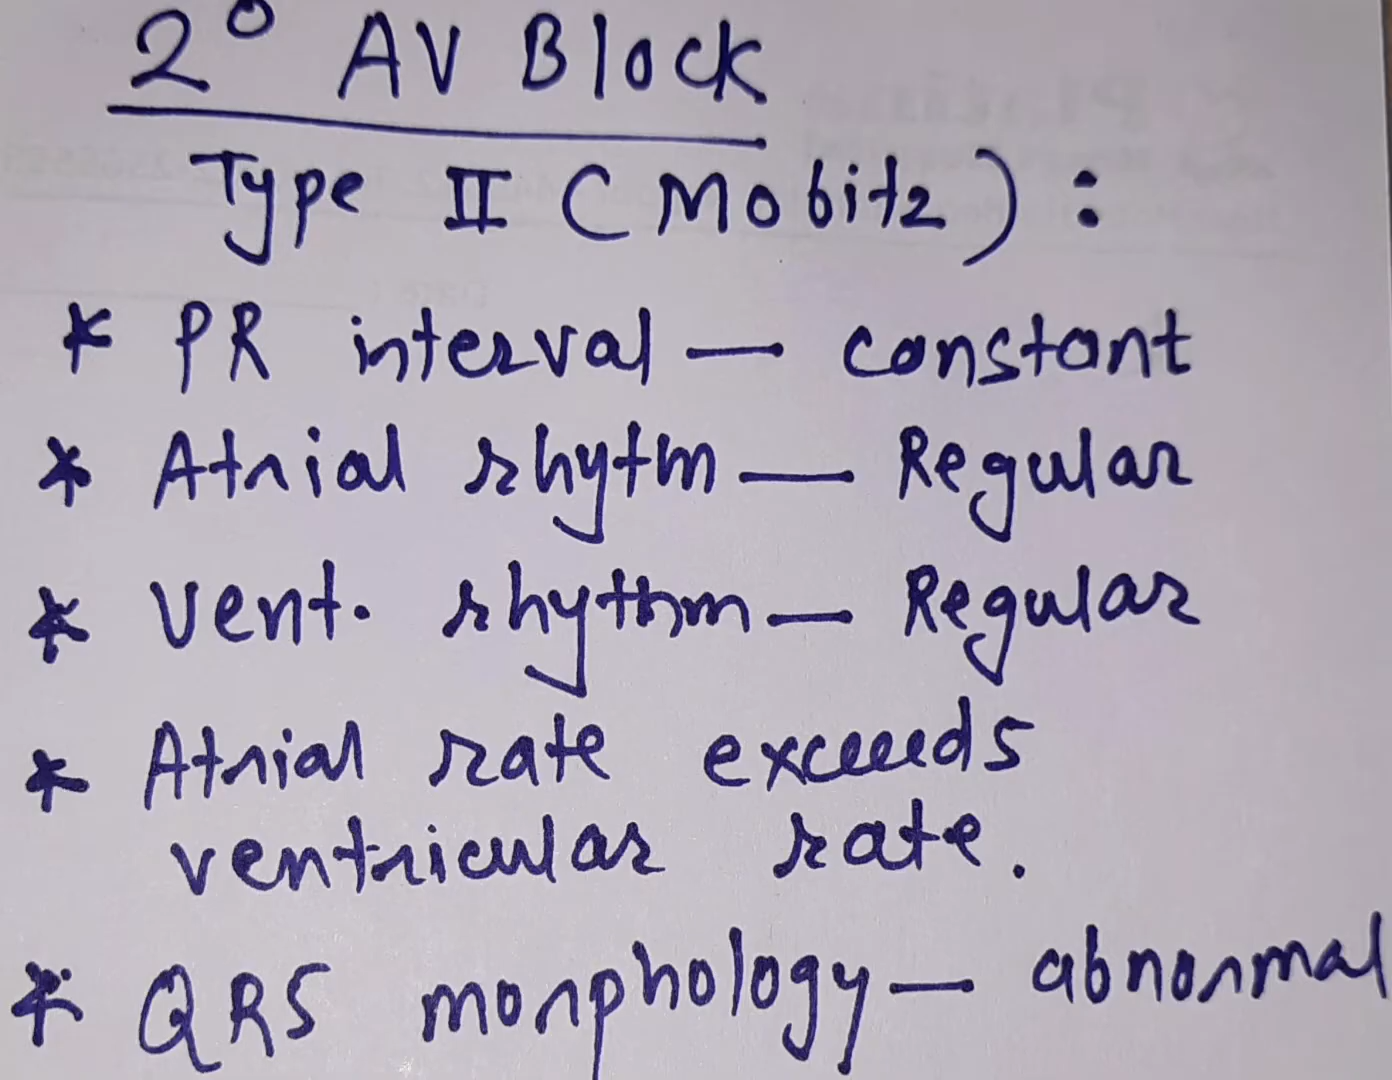 2° AV Block
Type II (Mobitz) :
* PR interval — constant
* Atrial rhytm — Regular
* Vent. rhythm — Regular
* Atrial rate exceeds
ventricular rate.
* QRS morphology — abnormal